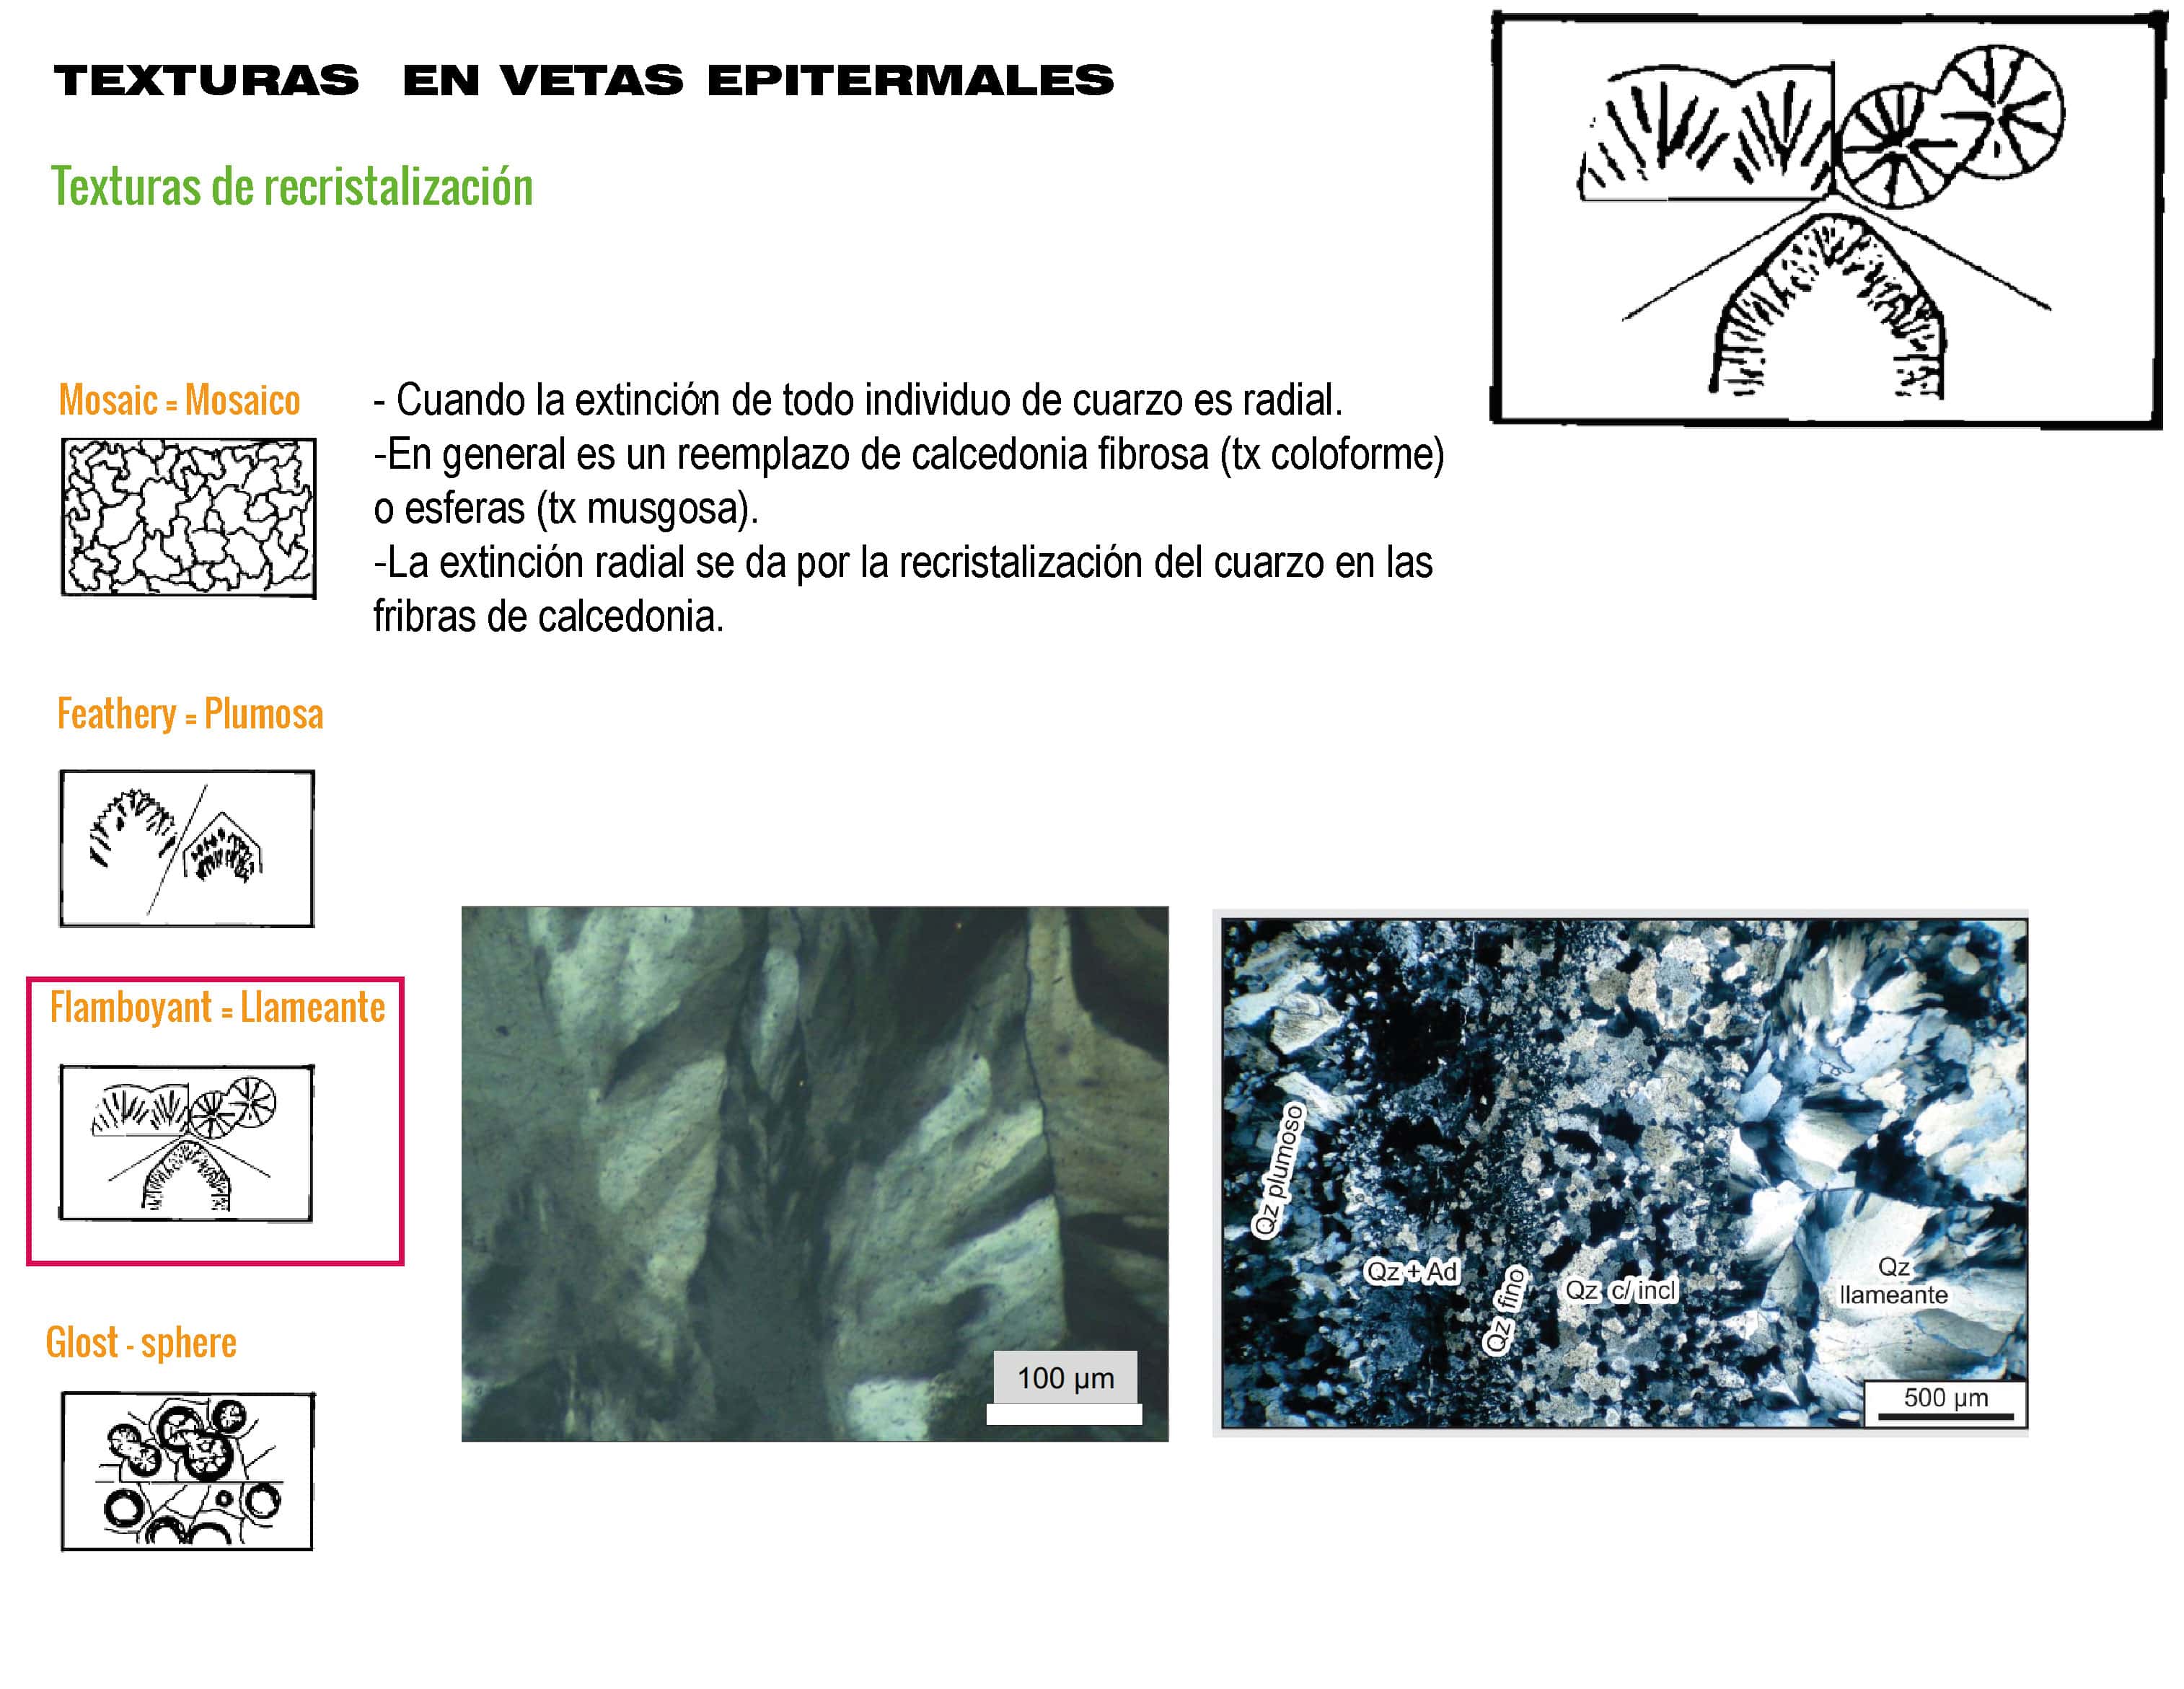 TEXTURAS EN VETAS EPITERMALES
Texturas de recristalización
Mosaic = Mosaico
- Cuando la extinción de todo individuo de cuarzo es radial.
-En general es un reemplazo de calcedonia fibrosa (tx coloforme)
o esferas (tx musgosa).
-La extinción radial se da por la recristalización del cuarzo en las
fribras de calcedonia.
Feathery = Plumosa
Flamboyant = Llameante
Glost - sphere
100 µm
Qz plumoso
Qz + Ad
Qz fino
Qz c/ incl
Qz
llameante
500 µm